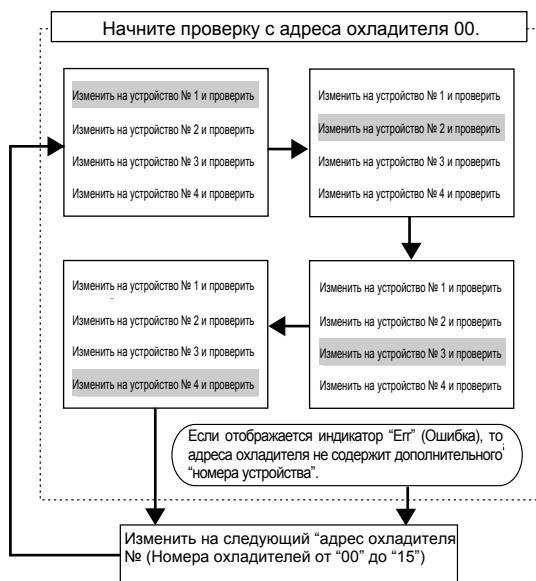 Начните проверку с адреса охладителя 00.
Изменить на устройство № 1 и проверить
Изменить на устройство № 2 и проверить
Изменить на устройство № 3 и проверить
Изменить на устройство № 4 и проверить
Изменить на устройство № 1 и проверить
Изменить на устройство № 2 и проверить
Изменить на устройство № 3 и проверить
Изменить на устройство № 4 и проверить
Изменить на устройство № 1 и проверить
Изменить на устройство № 2 и проверить
Изменить на устройство № 3 и проверить
Изменить на устройство № 4 и проверить
Изменить на устройство № 1 и проверить
Изменить на устройство № 2 и проверить
Изменить на устройство № 3 и проверить
Изменить на устройство № 4 и проверить
Если отображается индикатор “Err” (Ошибка), то
адреса охладителя не содержит дополнительного
“номера устройства”.
Изменить на следующий “адрес охладителя
№ (Номера охладителей от “00” до “15”)